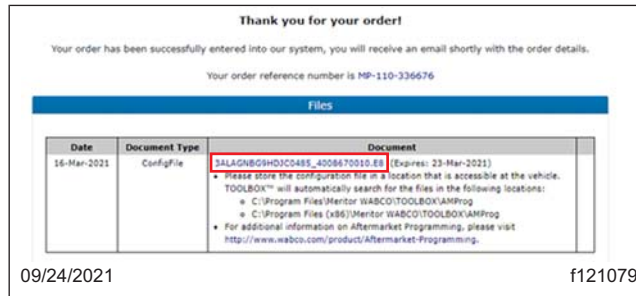 Thank you for your order!
Your order has been successfully entered into our system, you will receive an email shortly with the order details.
Your order reference number is MP-110-336676
Files
Date Document Type Document
16-Mar-2021 ConfigFile 3ALAGNBG9HDJC0485_4008670010.E8 (Expires: 23-Mar-2021)
• Please store the configuration file in a location that is accessible at the vehicle.
TOOLBOX™ will automatically search for the files in the following locations:
o C:\Program Files\Meritor WABCO\TOOLBOX\AMProg
o C:\Program Files (x86)\Meritor WABCO\TOOLBOX\AMProg
• For additional information on Aftermarket Programming, please visit
http://www.wabco.com/product/Aftermarket-Programming.
09/24/2021 f121079